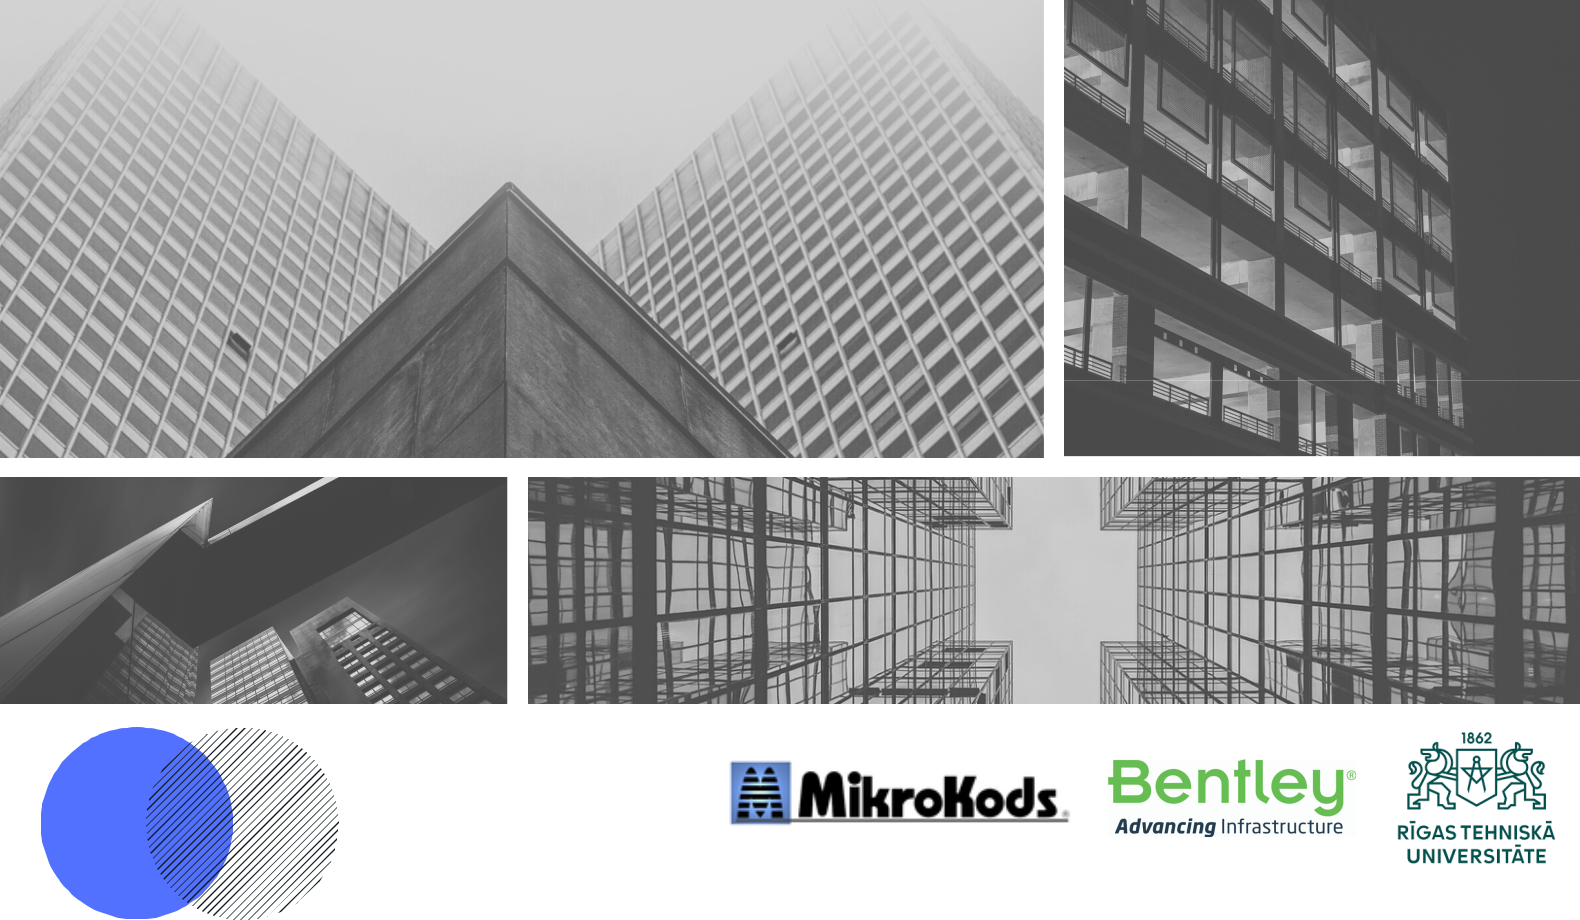 MikroKods®
Bentley®
Advancing Infrastructure
1862
RĪGAS TEHNISKĀ
UNIVERSITĀTE